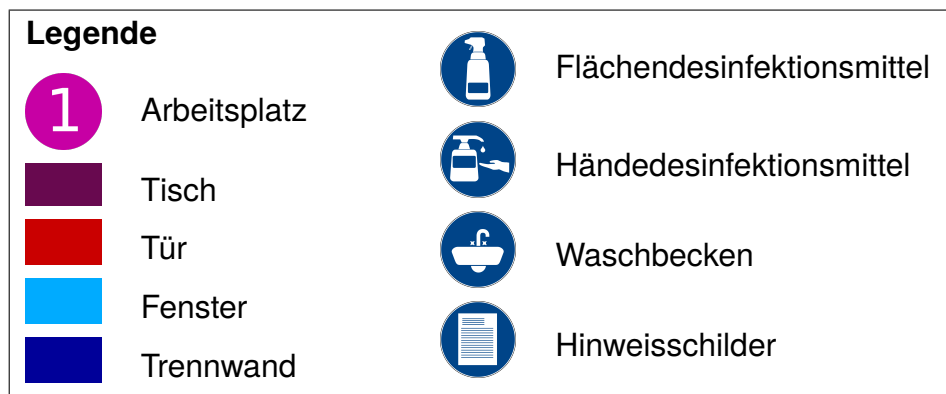 Legende
1
Arbeitsplatz
Tisch
Tür
Fenster
Trennwand
Flächendesinfektionsmittel
Händedesinfektionsmittel
Waschbecken
Hinweisschilder